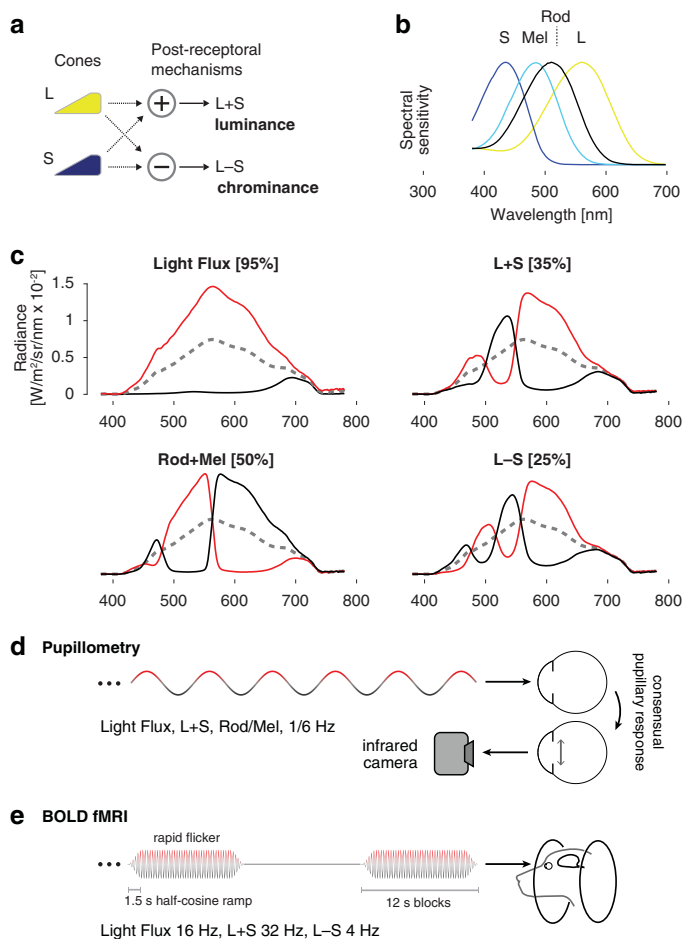 a
Cones
Post-receptoral
mechanisms
L
S
+
L+S
luminance
−
L−S
chrominance
b
Rod
S Mel L
Spectral
sensitivity
300 400 500 600 700
Wavelength [nm]
c
Light Flux [95%]
Radiance
[W/m²/sr/nm x 10⁻²]
1.5
1
0.5
0
400 500 600 700 800
L+S [35%]
400 500 600 700 800
Rod+Mel [50%]
400 500 600 700 800
L−S [25%]
400 500 600 700 800
d Pupillometry
Light Flux, L+S, Rod/Mel, 1/6 Hz
consensual
pupillary response
infrared
camera
e BOLD fMRI
rapid flicker
1.5 s half-cosine ramp
12 s blocks
Light Flux 16 Hz, L+S 32 Hz, L−S 4 Hz